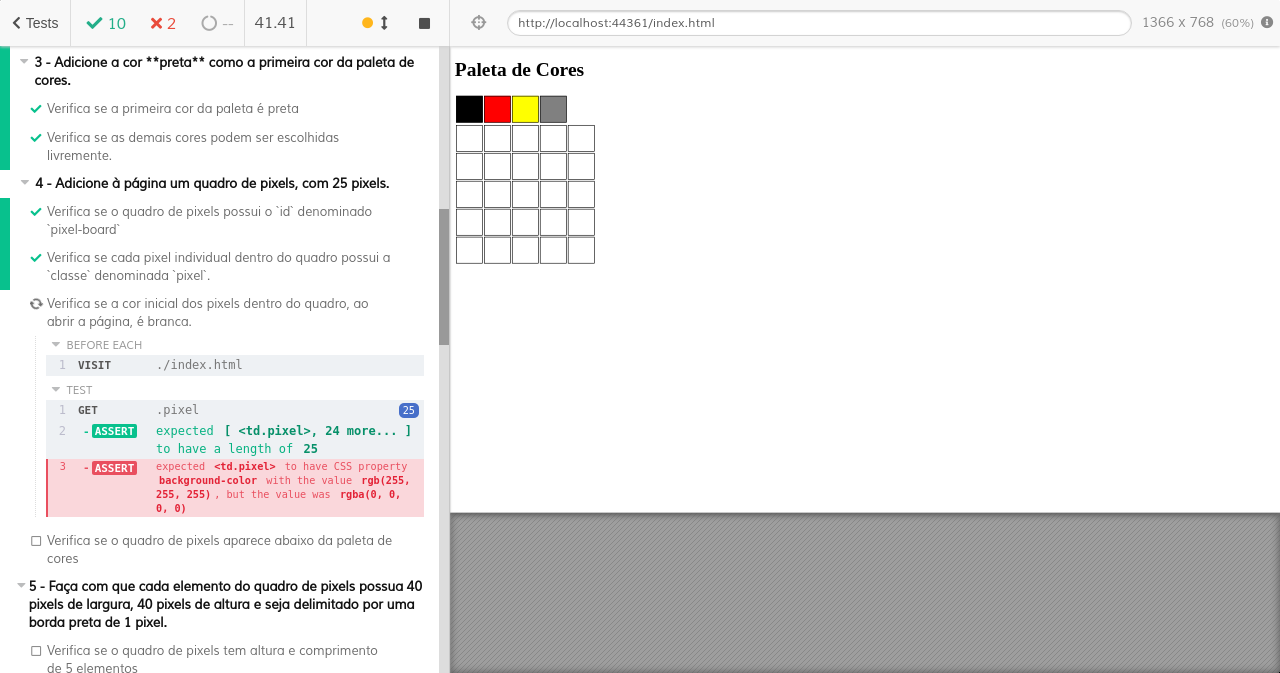 Tests
10
2
--
41.41
http://localhost:44361/index.html
1366 x 768 (60%)
3 - Adicione a cor **preta** como a primeira cor da paleta de
cores.
Verifica se a primeira cor da paleta é preta
Verifica se as demais cores podem ser escolhidas
livremente.
4 - Adicione à página um quadro de pixels, com 25 pixels.
Verifica se o quadro de pixels possui o `id` denominado
`pixel-board`
Verifica se cada pixel individual dentro do quadro possui a
`classe` denominada `pixel`.
Verifica se a cor inicial dos pixels dentro do quadro, ao
abrir a página, é branca.
BEFORE EACH
1 VISIT ./index.html
TEST
1 GET .pixel 25
2 - ASSERT expected [ <td.pixel>, 24 more... ]
to have a length of 25
3 - ASSERT expected <td.pixel> to have CSS property
background-color with the value rgb(255,
255, 255) , but the value was rgba(0, 0,
0, 0)
Verifica se o quadro de pixels aparece abaixo da paleta de
cores
5 - Faça com que cada elemento do quadro de pixels possua 40
pixels de largura, 40 pixels de altura e seja delimitado por uma
borda preta de 1 pixel.
Verifica se o quadro de pixels tem altura e comprimento
de 5 elementos
Paleta de Cores